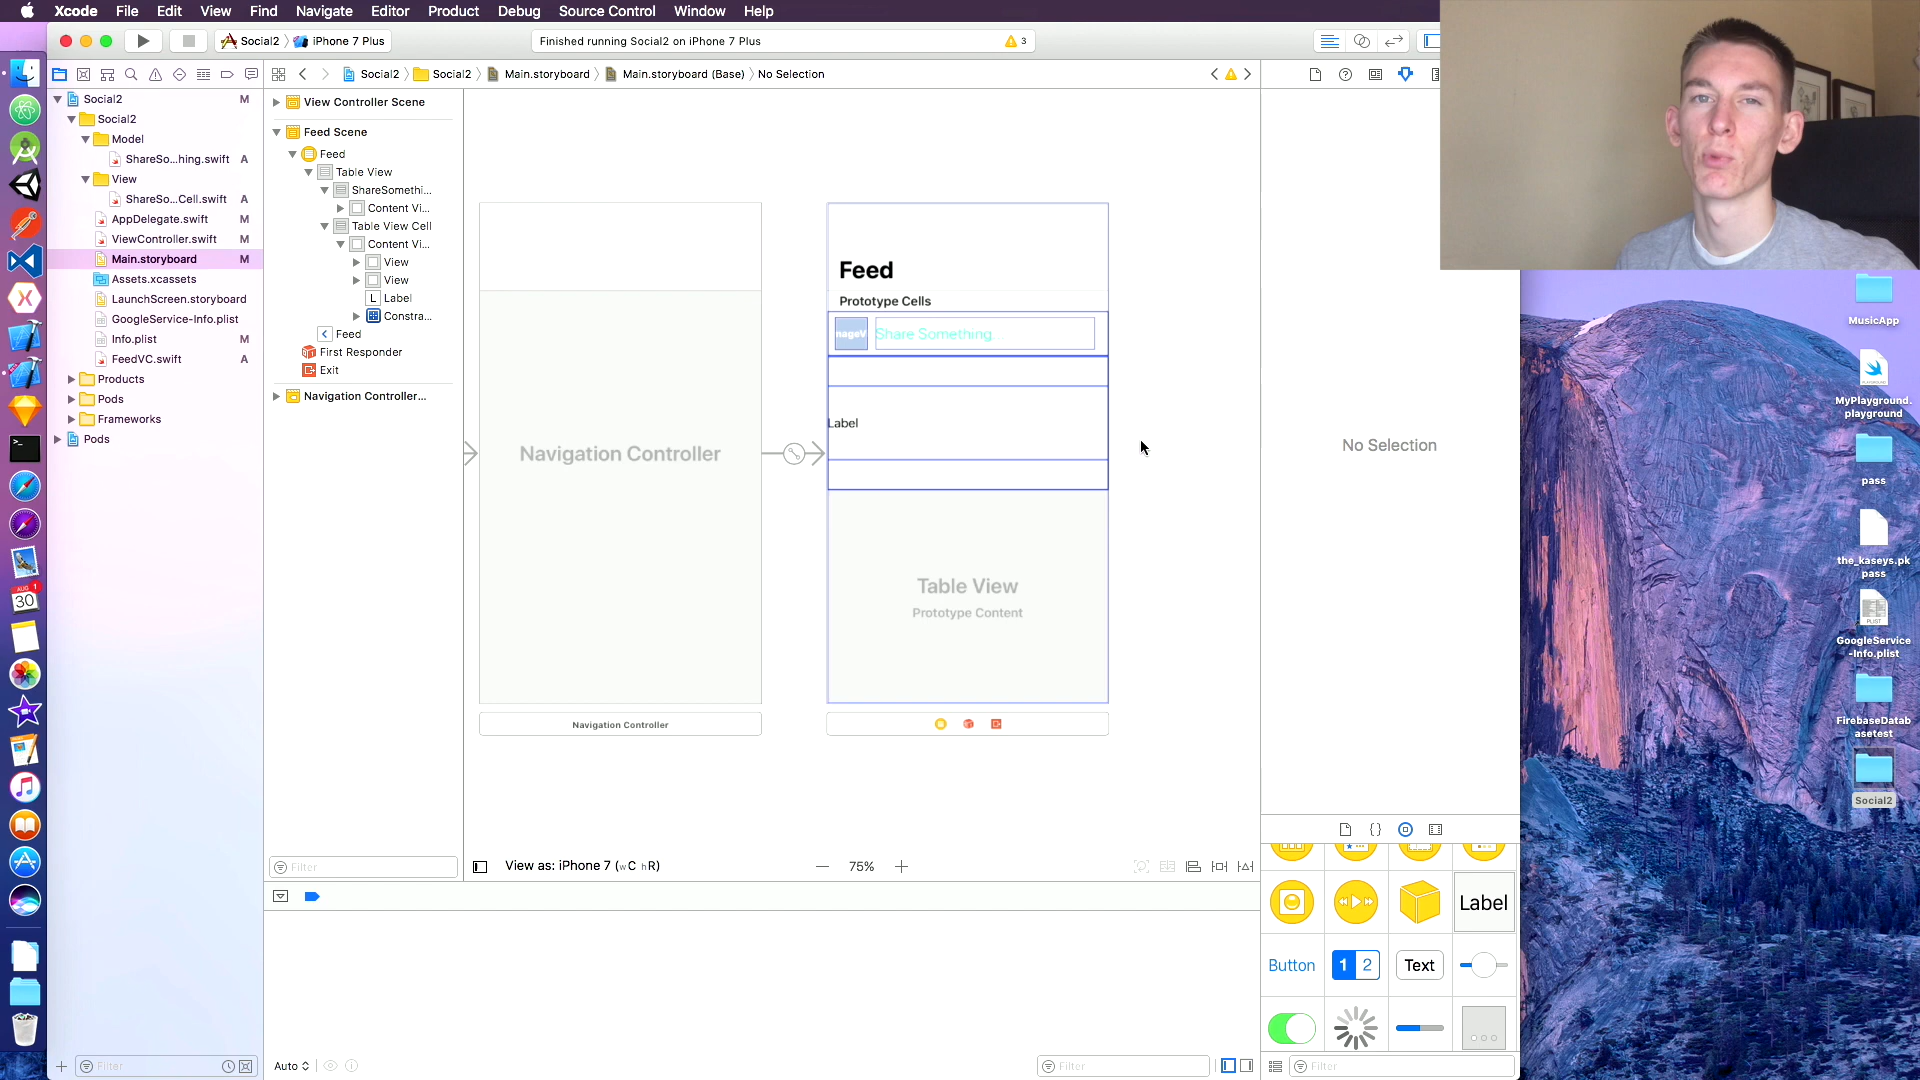 Xcode File Edit View Find Navigate Editor Product Debug Source Control Window Help
Social2 iPhone 7 Plus
Finished running Social2 on iPhone 7 Plus
3
Social2 Social2 Main.storyboard Main.storyboard (Base) No Selection
Social2 M
Social2
Model
ShareSo...hing.swift A
View
ShareSo...Cell.swift A
AppDelegate.swift M
ViewController.swift M
Main.storyboard M
Assets.xcassets
LaunchScreen.storyboard
GoogleService-Info.plist
Info.plist M
FeedVC.swift A
Products
Pods
Frameworks
Pods
Filter
View Controller Scene
Feed Scene
Feed
Table View
ShareSomethi...
Content Vi...
Table View Cell
Content Vi...
View
View
L Label
Constra...
Feed
First Responder
Exit
Navigation Controller...
Filter
Navigation Controller
Navigation Controller
Feed
Prototype Cells
nageV Share Something...
Label
Table View
Prototype Content
View as: iPhone 7 (wC hR)
75%
Auto
Filter
No Selection
Label
Button
1 2
Text
Filter
AUG
30
1
MusicApp
PLAYGROUND
MyPlayground.
playground
pass
the_kaseys.pk
pass
PLIST
GoogleService
-Info.plist
FirebaseDatab
asetest
Social2